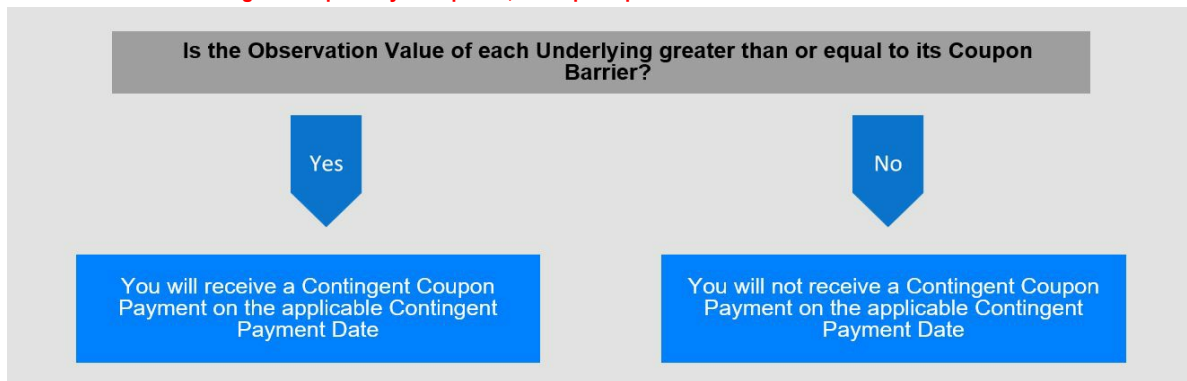 Is the Observation Value of each Underlying greater than or equal to its Coupon
Barrier?
Yes
No
You will receive a Contingent Coupon
Payment on the applicable Contingent
Payment Date
You will not receive a Contingent Coupon
Payment on the applicable Contingent
Payment Date